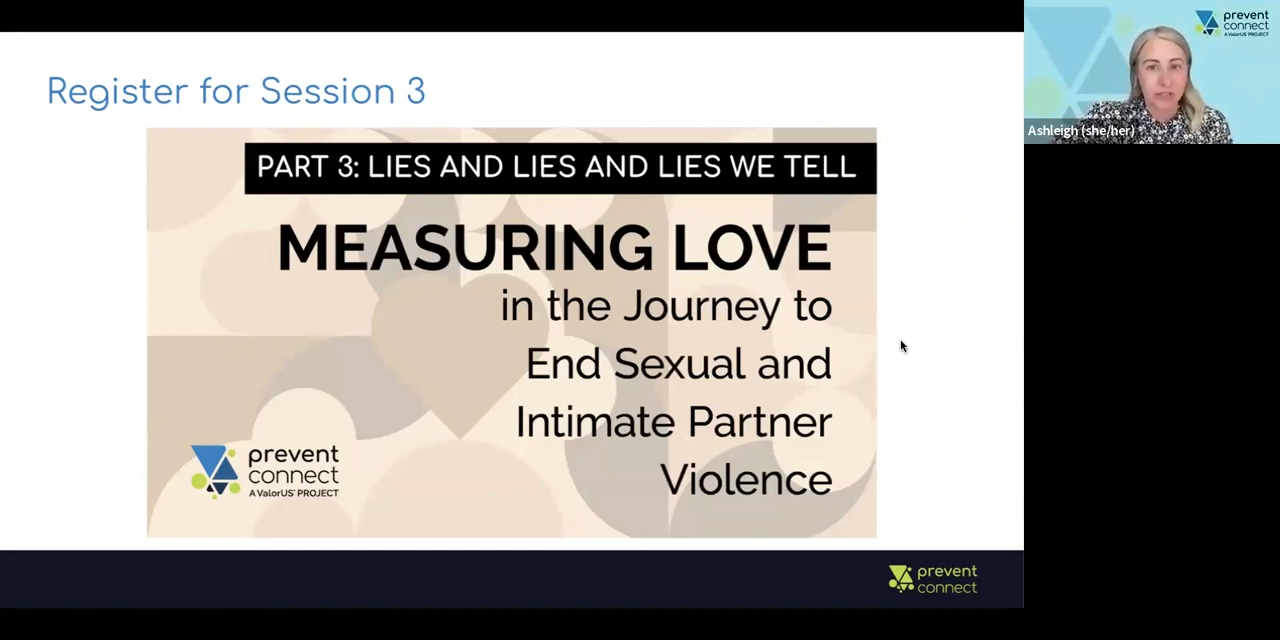 Register for Session 3
PART 3: LIES AND LIES AND LIES WE TELL
MEASURING LOVE
in the Journey to
End Sexual and
Intimate Partner
Violence
prevent
connect
A ValorUS® PROJECT
prevent
connect
prevent
connect
A ValorUS® PROJECT
Ashleigh (she/her)